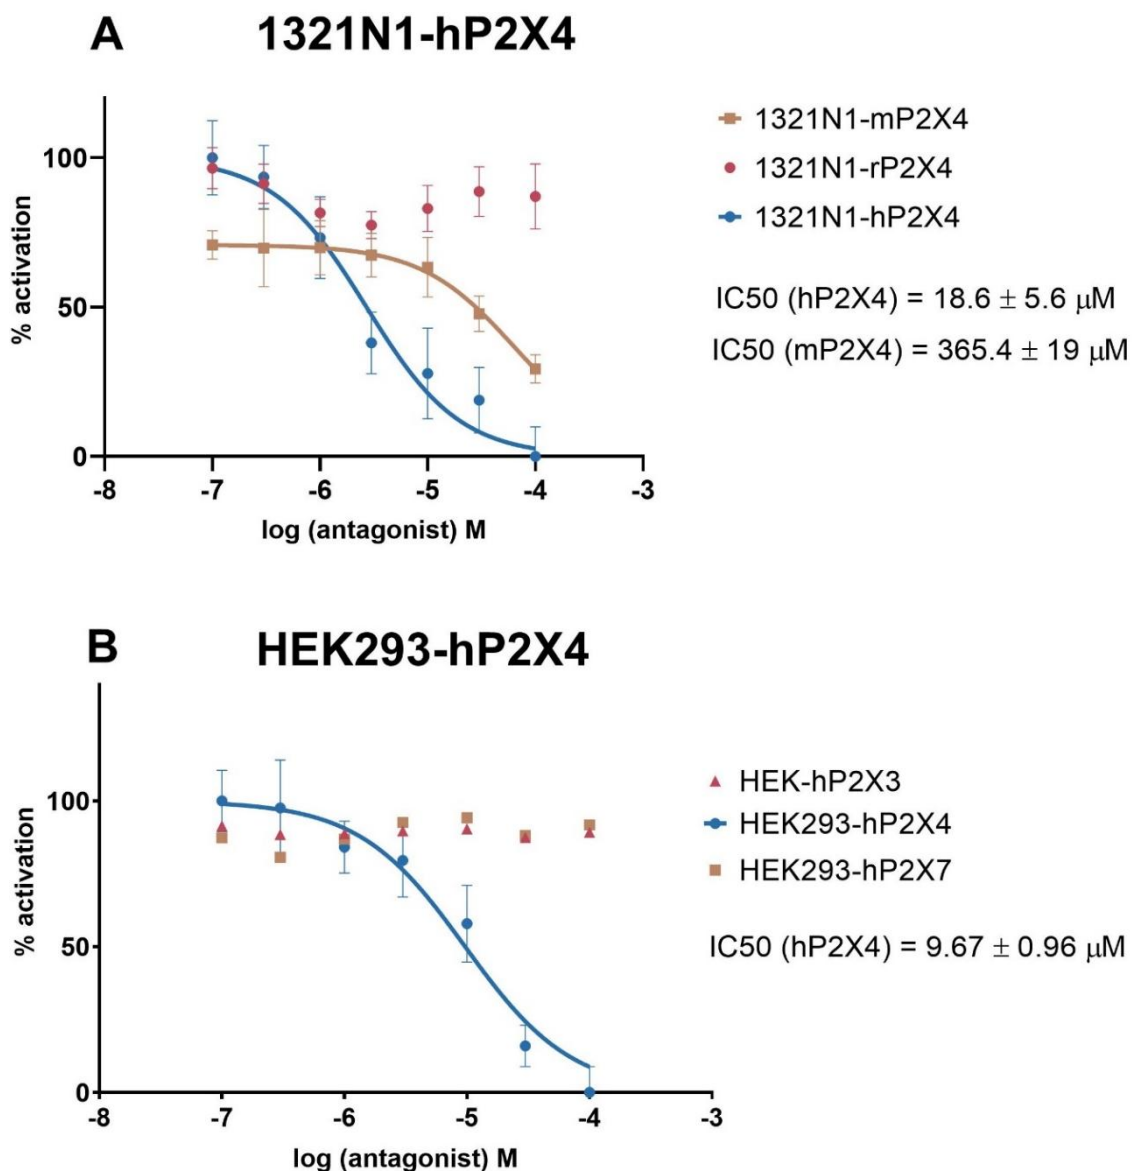 A
1321N1-hP2X4
% activation
100
50
0
-8
-7
-6
-5
-4
-3
log (antagonist) M
1321N1-mP2X4
1321N1-rP2X4
1321N1-hP2X4
IC50 (hP2X4) = 18.6 ± 5.6 μM
IC50 (mP2X4) = 365.4 ± 19 μM
B
HEK293-hP2X4
% activation
100
50
0
-8
-7
-6
-5
-4
-3
log (antagonist) M
HEK-hP2X3
HEK293-hP2X4
HEK293-hP2X7
IC50 (hP2X4) = 9.67 ± 0.96 μM